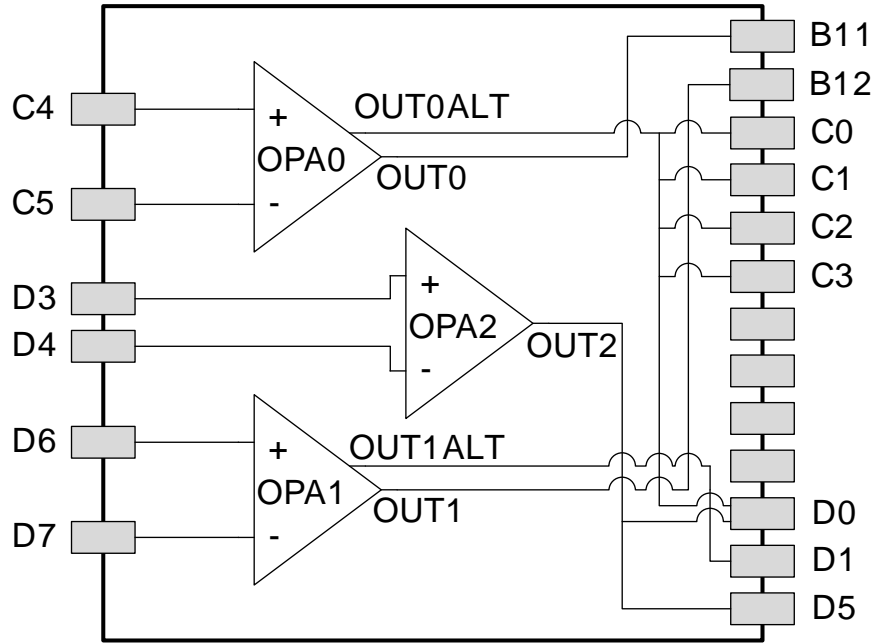 B11
B12
C4
+
OUT0ALT
C0
OPA0
OUT0
C1
C5
-
C2
C3
D3
+
D4
OPA2
OUT2
-
D6
+
OUT1ALT
OPA1
OUT1
D0
D7
-
D1
D5